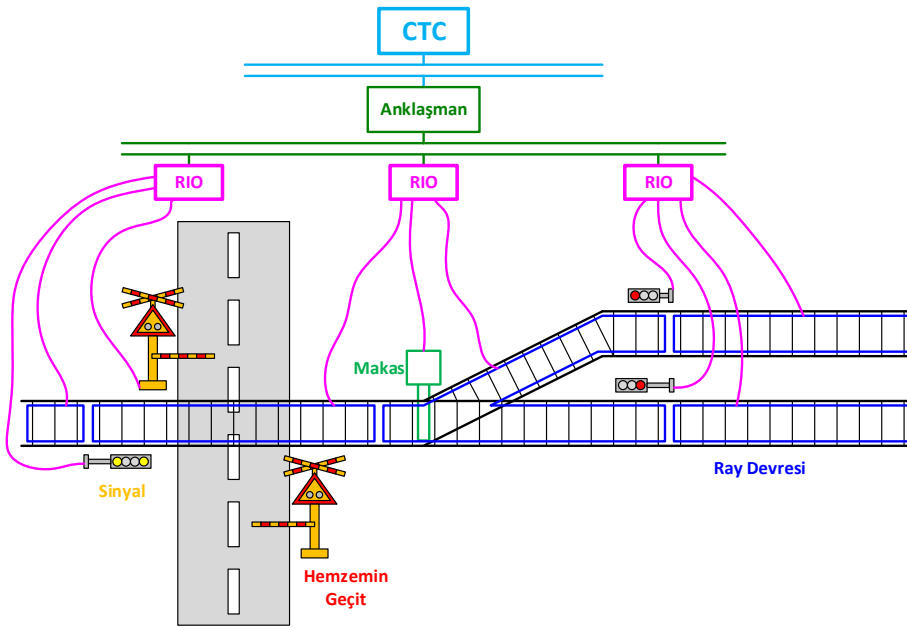 CTC
Anklaşman
RIO
RIO
RIO
Makas
Sinyal
Ray Devresi
Hemzemin
Geçit